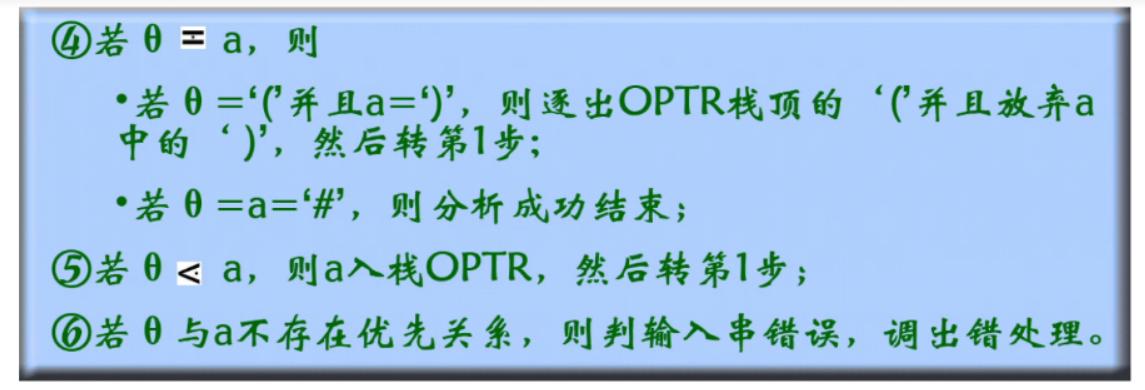 ④若 θ ≐ a，则
•若 θ =‘(’并且a=‘)’，则逐出OPTR栈顶的‘(’并且放弃a
中的‘)’，然后转第1步；
•若 θ =a=‘#’，则分析成功结束；
⑤若 θ ⋖ a，则a入栈OPTR，然后转第1步；
⑥若 θ 与a不存在优先关系，则判输入串错误，调出错处理。